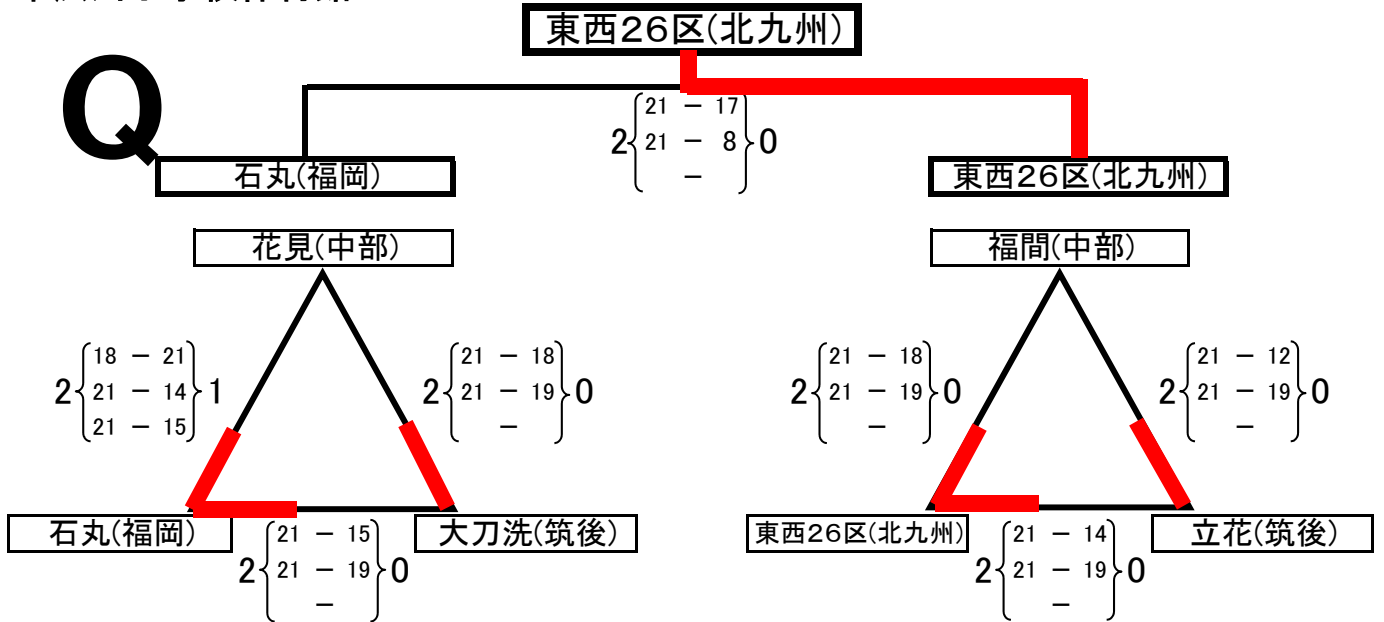 東西26区(北九州)
Q
2 21 － 17 0
21 － 8
－
石丸(福岡)
東西26区(北九州)
花見(中部)
福間(中部)
2 18 － 21 1
21 － 14
21 － 15
2 21 － 18 0
21 － 19
－
2 21 － 18 0
21 － 19
－
2 21 － 12 0
21 － 19
－
石丸(福岡)
大刀洗(筑後)
東西26区(北九州)
立花(筑後)
2 21 － 15 0
21 － 19
－
2 21 － 14 0
21 － 19
－